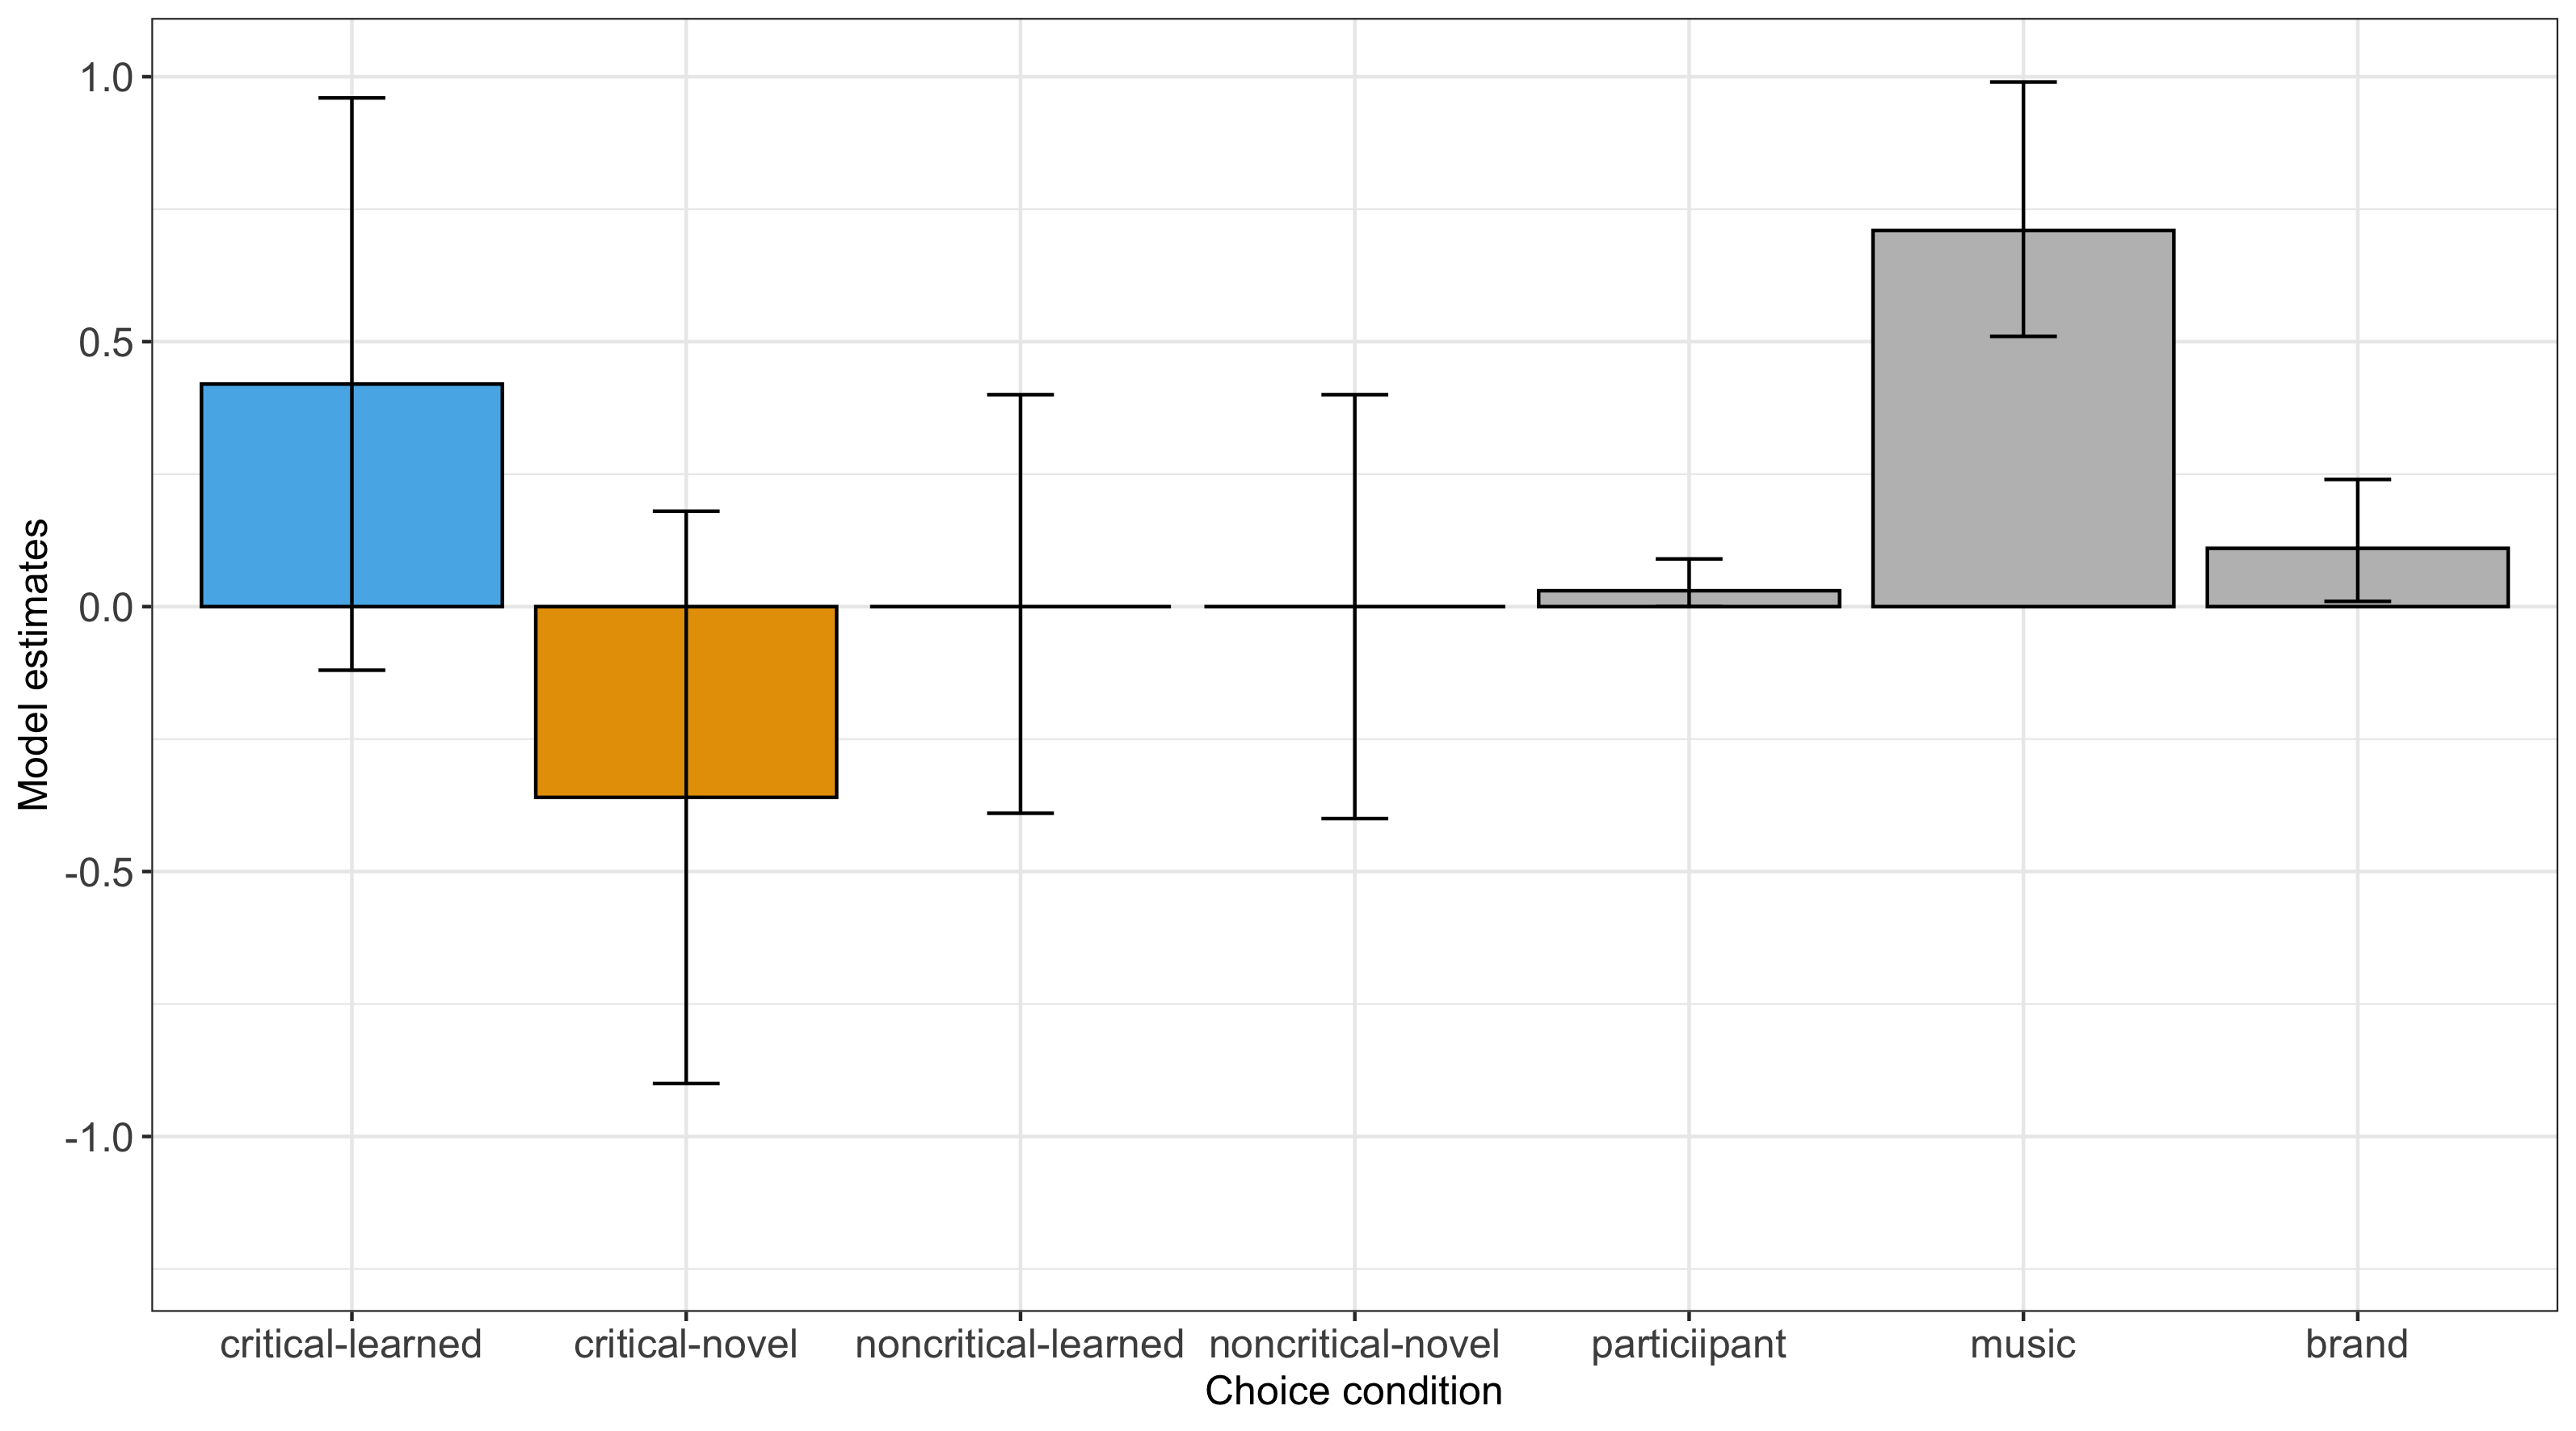 Model estimates
1.0
0.5
0.0
-0.5
-1.0
critical-learned
critical-novel
noncritical-learned
noncritical-novel
particiipant
music
brand
Choice condition